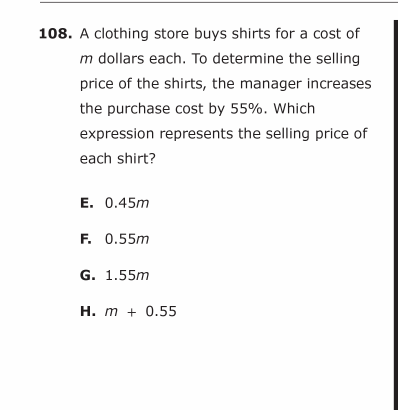 108. A clothing store buys shirts for a cost of
m dollars each. To determine the selling
price of the shirts, the manager increases
the purchase cost by 55%. Which
expression represents the selling price of
each shirt?
E. 0.45m
F. 0.55m
G. 1.55m
H. m + 0.55